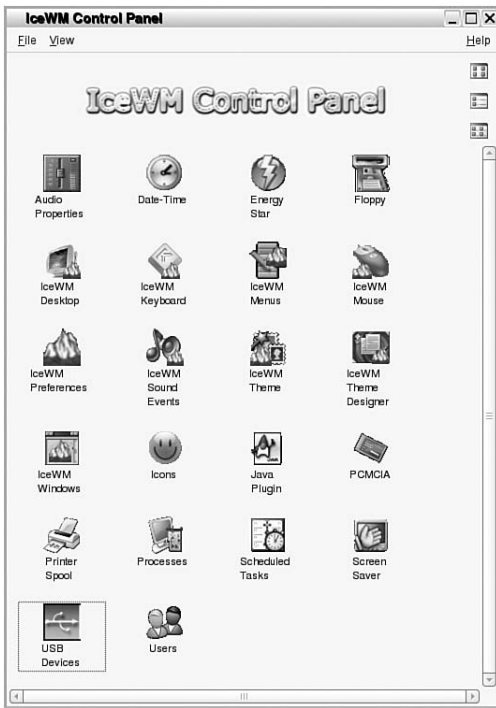 IceWM Control Panel
File View Help
IceWM Control Panel
Audio Properties
Date-Time
Energy Star
Floppy
IceWM Desktop
IceWM Keyboard
IceWM Menus
IceWM Mouse
IceWM Preferences
IceWM Sound Events
IceWM Theme
IceWM Theme Designer
IceWM Windows
Icons
Java Plugin
PCMCIA
Printer Spool
Processes
Scheduled Tasks
Screen Saver
USB Devices
Users